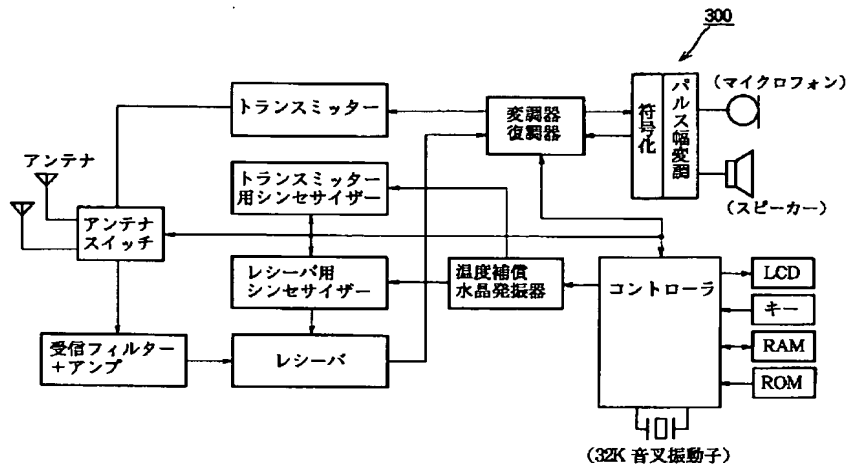 300
トランスミッター
変調器
復調器
符号化
パルス幅変調
(マイクロフォン)
(スピーカー)
アンテナ
アンテナ
スイッチ
トランスミッター
用シンセサイザー
レシーバ用
シンセサイザー
温度補償
水晶発振器
コントローラ
LCD
キー
RAM
ROM
受信フィルター
+アンプ
レシーバ
(32K 音叉振動子)